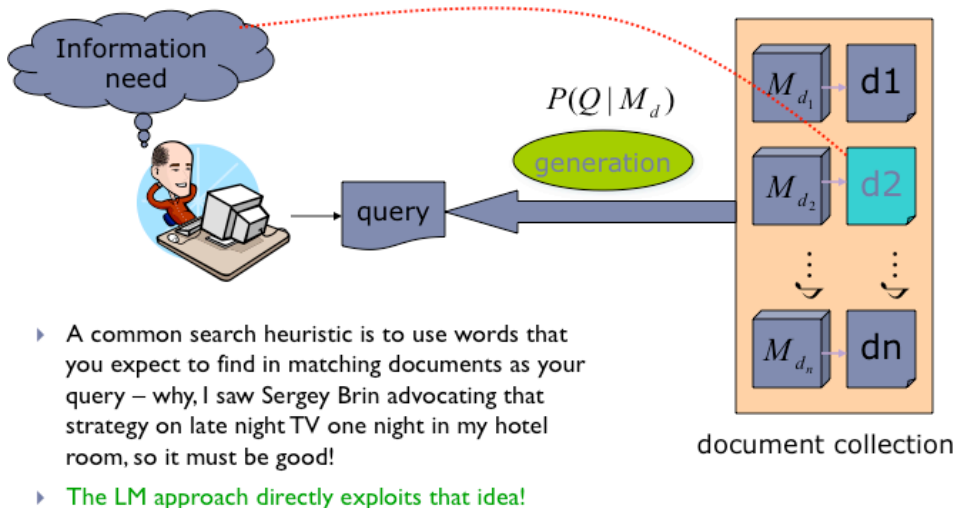 Information
need
P(Q | M_d)
generation
query
M_d1
d1
M_d2
d2
M_dn
dn
document collection
A common search heuristic is to use words that
you expect to find in matching documents as your
query – why, I saw Sergey Brin advocating that
strategy on late night TV one night in my hotel
room, so it must be good!
The LM approach directly exploits that idea!